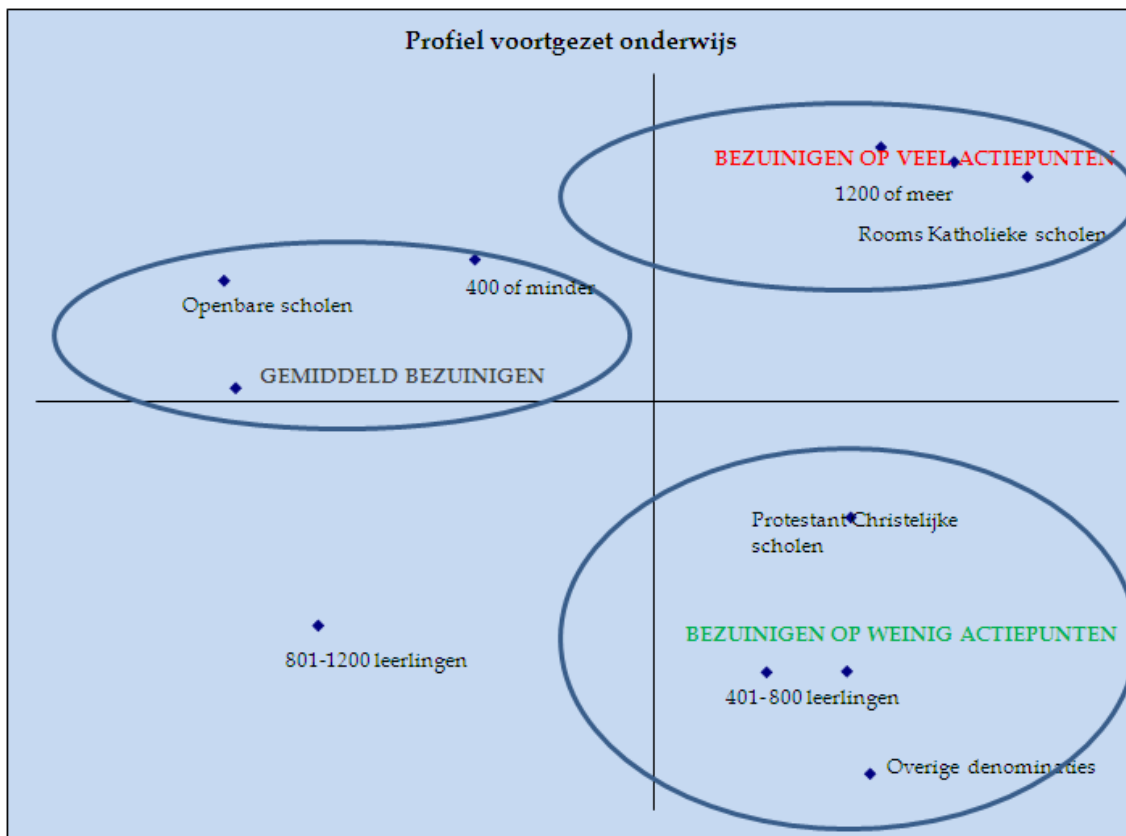 Profiel voortgezet onderwijs
BEZUINIGEN OP VEEL ACTIEPUNTEN
1200 of meer
Rooms Katholieke scholen
400 of minder
Openbare scholen
GEMIDDELD BEZUINIGEN
Protestant Christelijke
scholen
BEZUINIGEN OP WEINIG ACTIEPUNTEN
801-1200 leerlingen
401-800 leerlingen
Overige denominaties